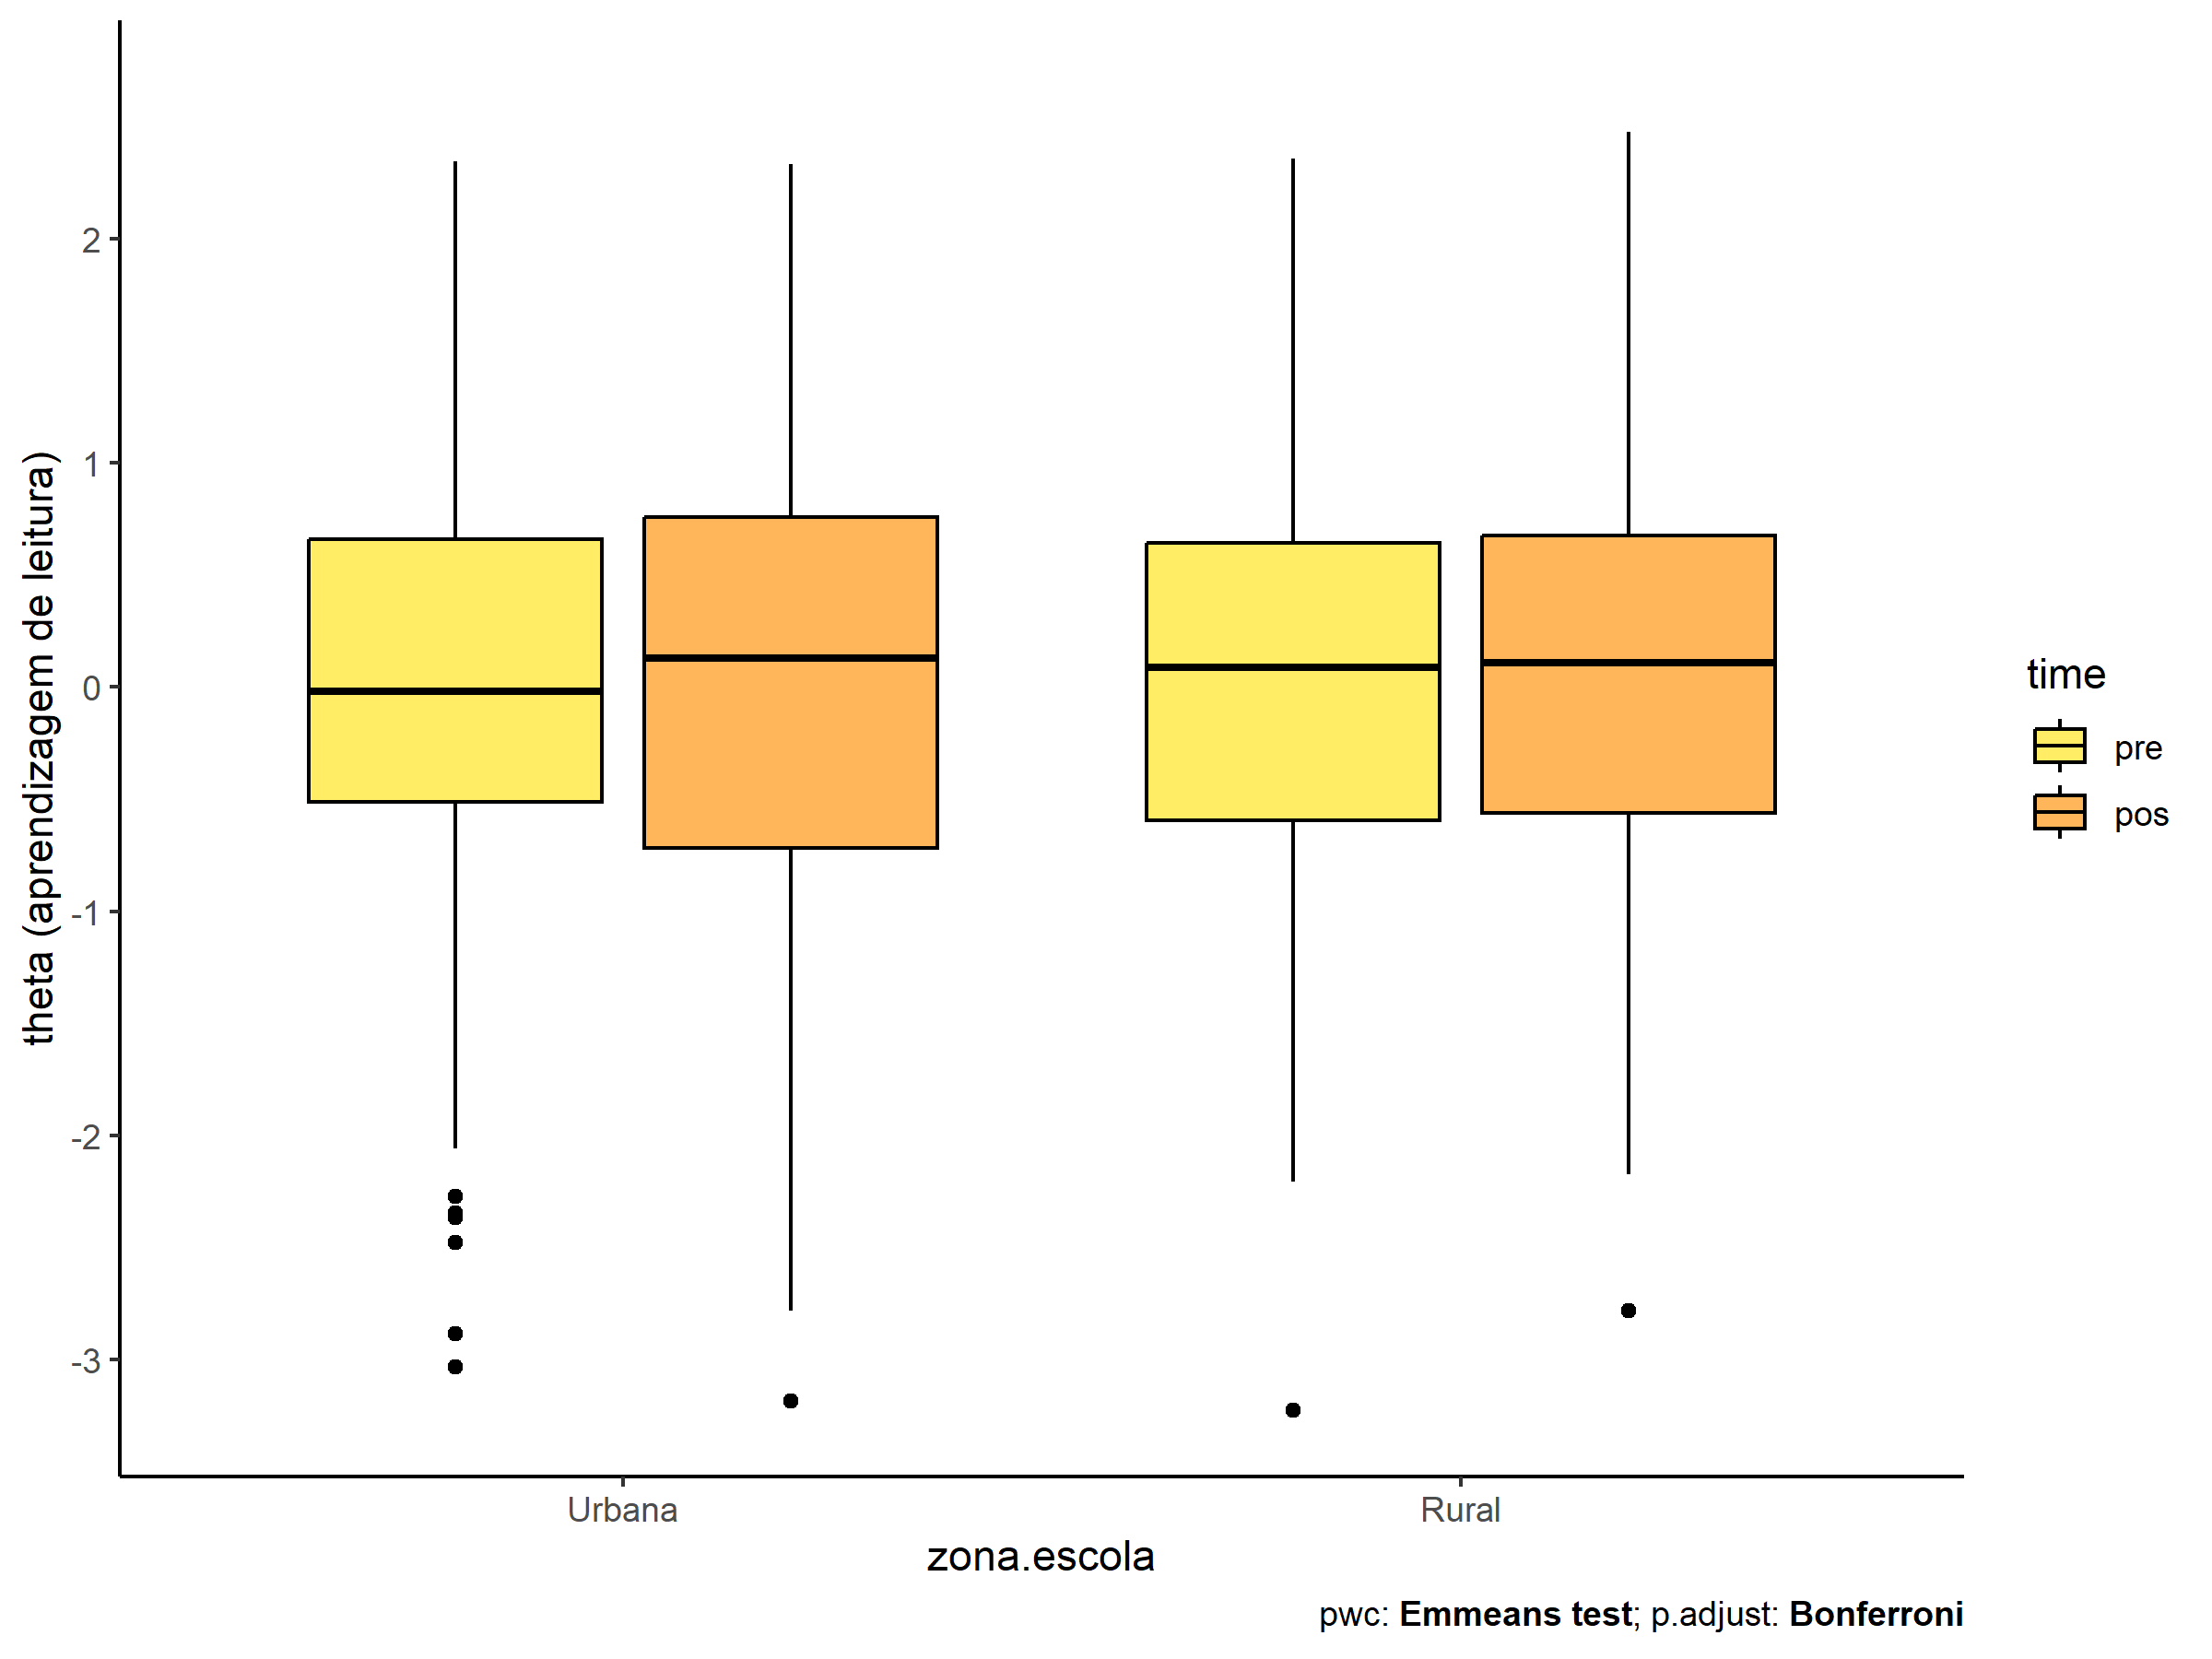 theta (aprendizagem de leitura)
2
1
0
-1
-2
-3
Urbana
Rural
zona.escola
time
pre
pos
pwc: Emmeans test; p.adjust: Bonferroni